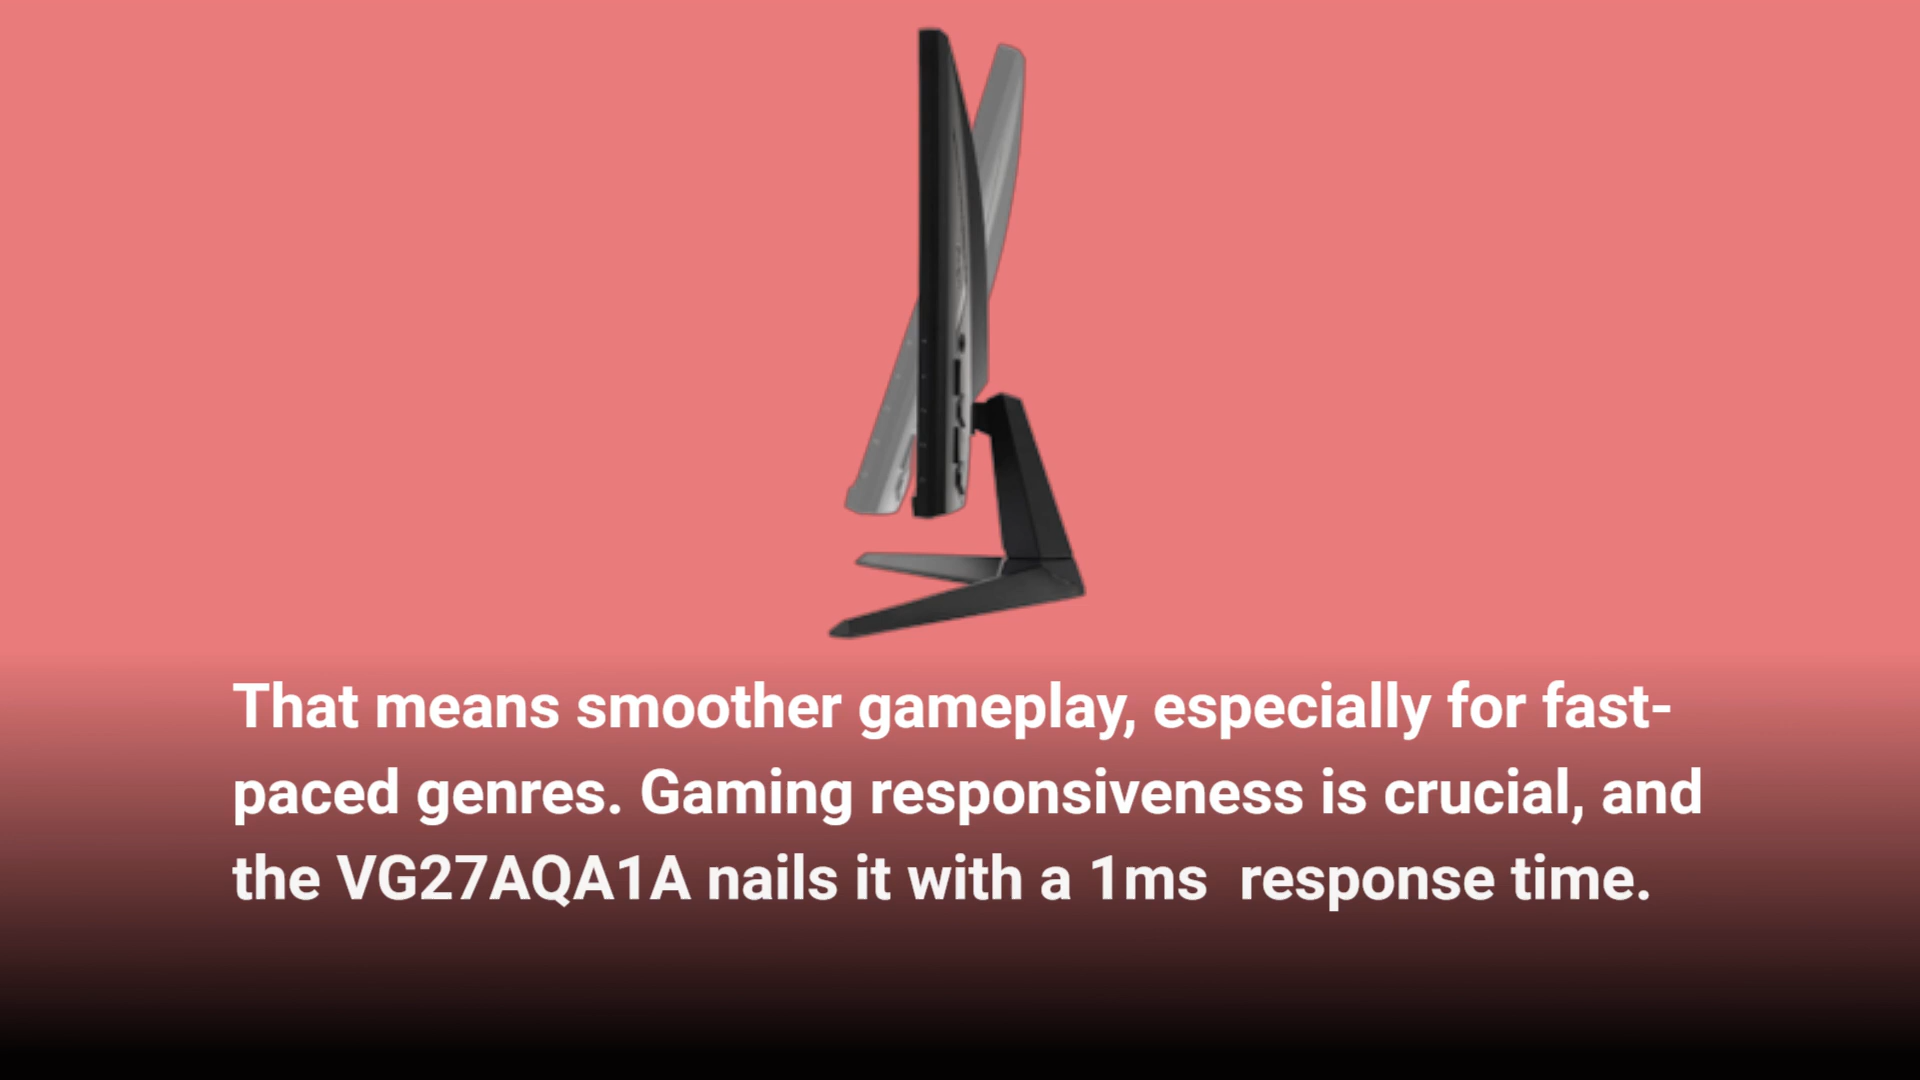 That means smoother gameplay, especially for fast-
paced genres. Gaming responsiveness is crucial, and
the VG27AQA1A nails it with a 1ms  response time.